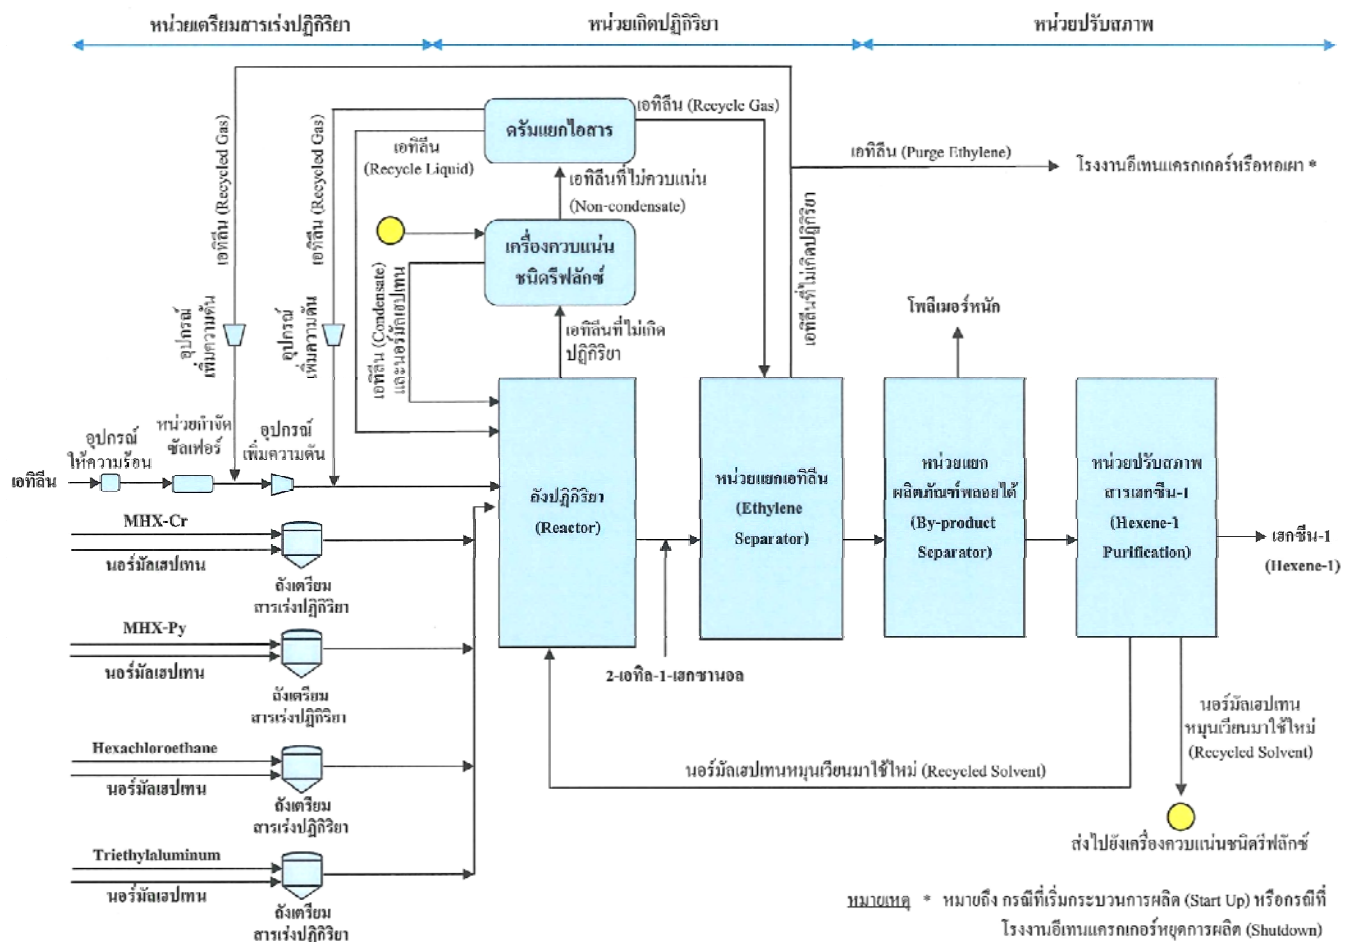 หน่วยเตรียมสารเร่งปฏิกิริยา
หน่วยเกิดปฏิกิริยา
หน่วยปรับสภาพ
เอทิลีน (Recycled Gas)
เอทิลีน (Recycled Gas)
เอทิลีน
(Recycle Liquid)
ดรัมแยกไอสาร
เอทิลีน (Recycle Gas)
เอทิลีน (Purge Ethylene)
โรงงานอีเทนแครกเกอร์หรือหอเผา *
เอทิลีนที่ไม่ควบแน่น
(Non-condensate)
เครื่องควบแน่น
ชนิดรีฟลักซ์
เอทิลีน (Condensate)
และนอร์มัลเฮปเทน
เอทิลีนที่ไม่เกิด
ปฏิกิริยา
เอทิลีนที่ไม่เกิดปฏิกิริยา
อุปกรณ์
เพิ่มความดัน
อุปกรณ์
เพิ่มความดัน
โพลีเมอร์หนัก
เอทิลีน
อุปกรณ์
ให้ความร้อน
หน่วยกำจัด
ซัลเฟอร์
อุปกรณ์
เพิ่มความดัน
ถังปฏิกิริยา
(Reactor)
หน่วยแยกเอทิลีน
(Ethylene
Separator)
หน่วยแยก
ผลิตภัณฑ์พลอยได้
(By-product
Separator)
หน่วยปรับสภาพ
สารเฮกซีน-1
(Hexene-1
Purification)
เฮกซีน-1
(Hexene-1)
MHX-Cr
นอร์มัลเฮปเทน
ถังเตรียม
สารเร่งปฏิกิริยา
MHX-Py
นอร์มัลเฮปเทน
ถังเตรียม
สารเร่งปฏิกิริยา
2-เอทิล-1-เฮกซานอล
Hexachloroethane
นอร์มัลเฮปเทน
ถังเตรียม
สารเร่งปฏิกิริยา
นอร์มัลเฮปเทนหมุนเวียนมาใช้ใหม่ (Recycled Solvent)
นอร์มัลเฮปเทน
หมุนเวียนมาใช้ใหม่
(Recycled Solvent)
ส่งไปยังเครื่องควบแน่นชนิดรีฟลักซ์
Triethylaluminum
นอร์มัลเฮปเทน
ถังเตรียม
สารเร่งปฏิกิริยา
หมายเหตุ * หมายถึง กรณีที่เริ่มกระบวนการผลิต (Start Up) หรือกรณีที่
โรงงานอีเทนแครกเกอร์หยุดการผลิต (Shutdown)